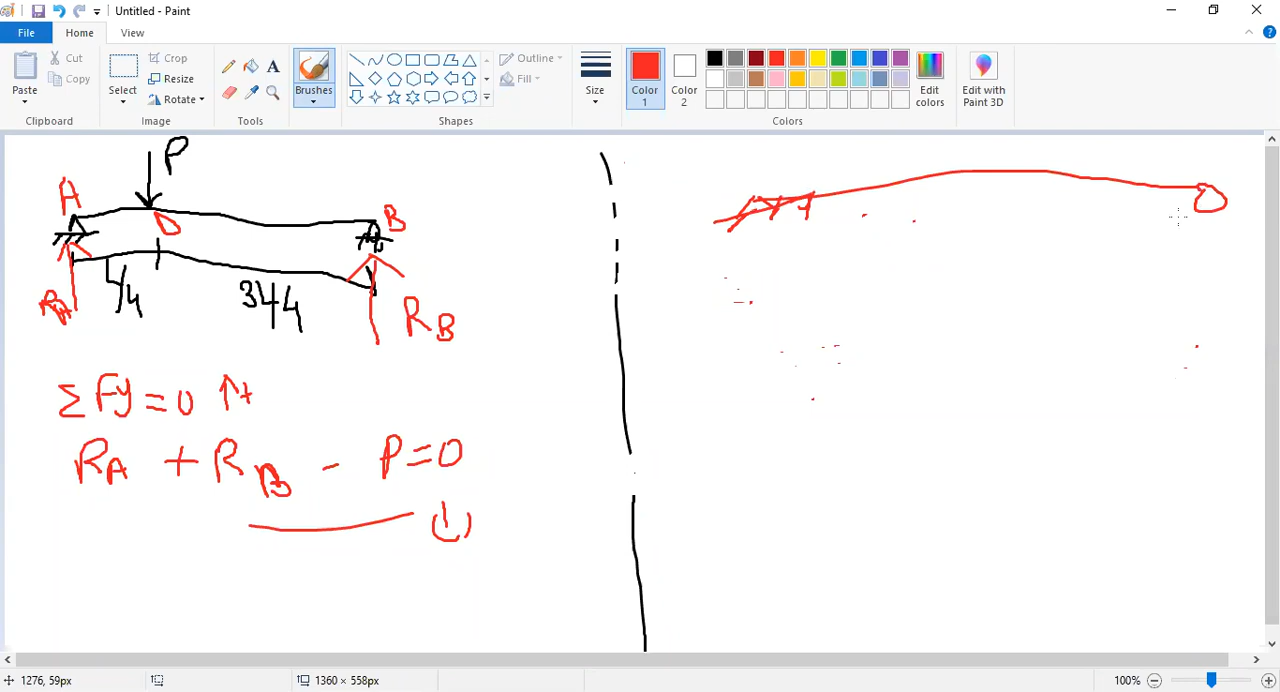 Untitled - Paint
File
Home
View
Paste
Cut
Copy
Clipboard
Select
Crop
Resize
Rotate
Image
A
Tools
Brushes
Shapes
Outline
Fill
Size
Color 1
Color 2
Edit colors
Edit with Paint 3D
Colors
P
A
D
B
RA
/4
3L/4
RB
ΣFy=0 ↑+
RA + RB - P=0
(1)
1276, 59px
1360 × 558px
100%